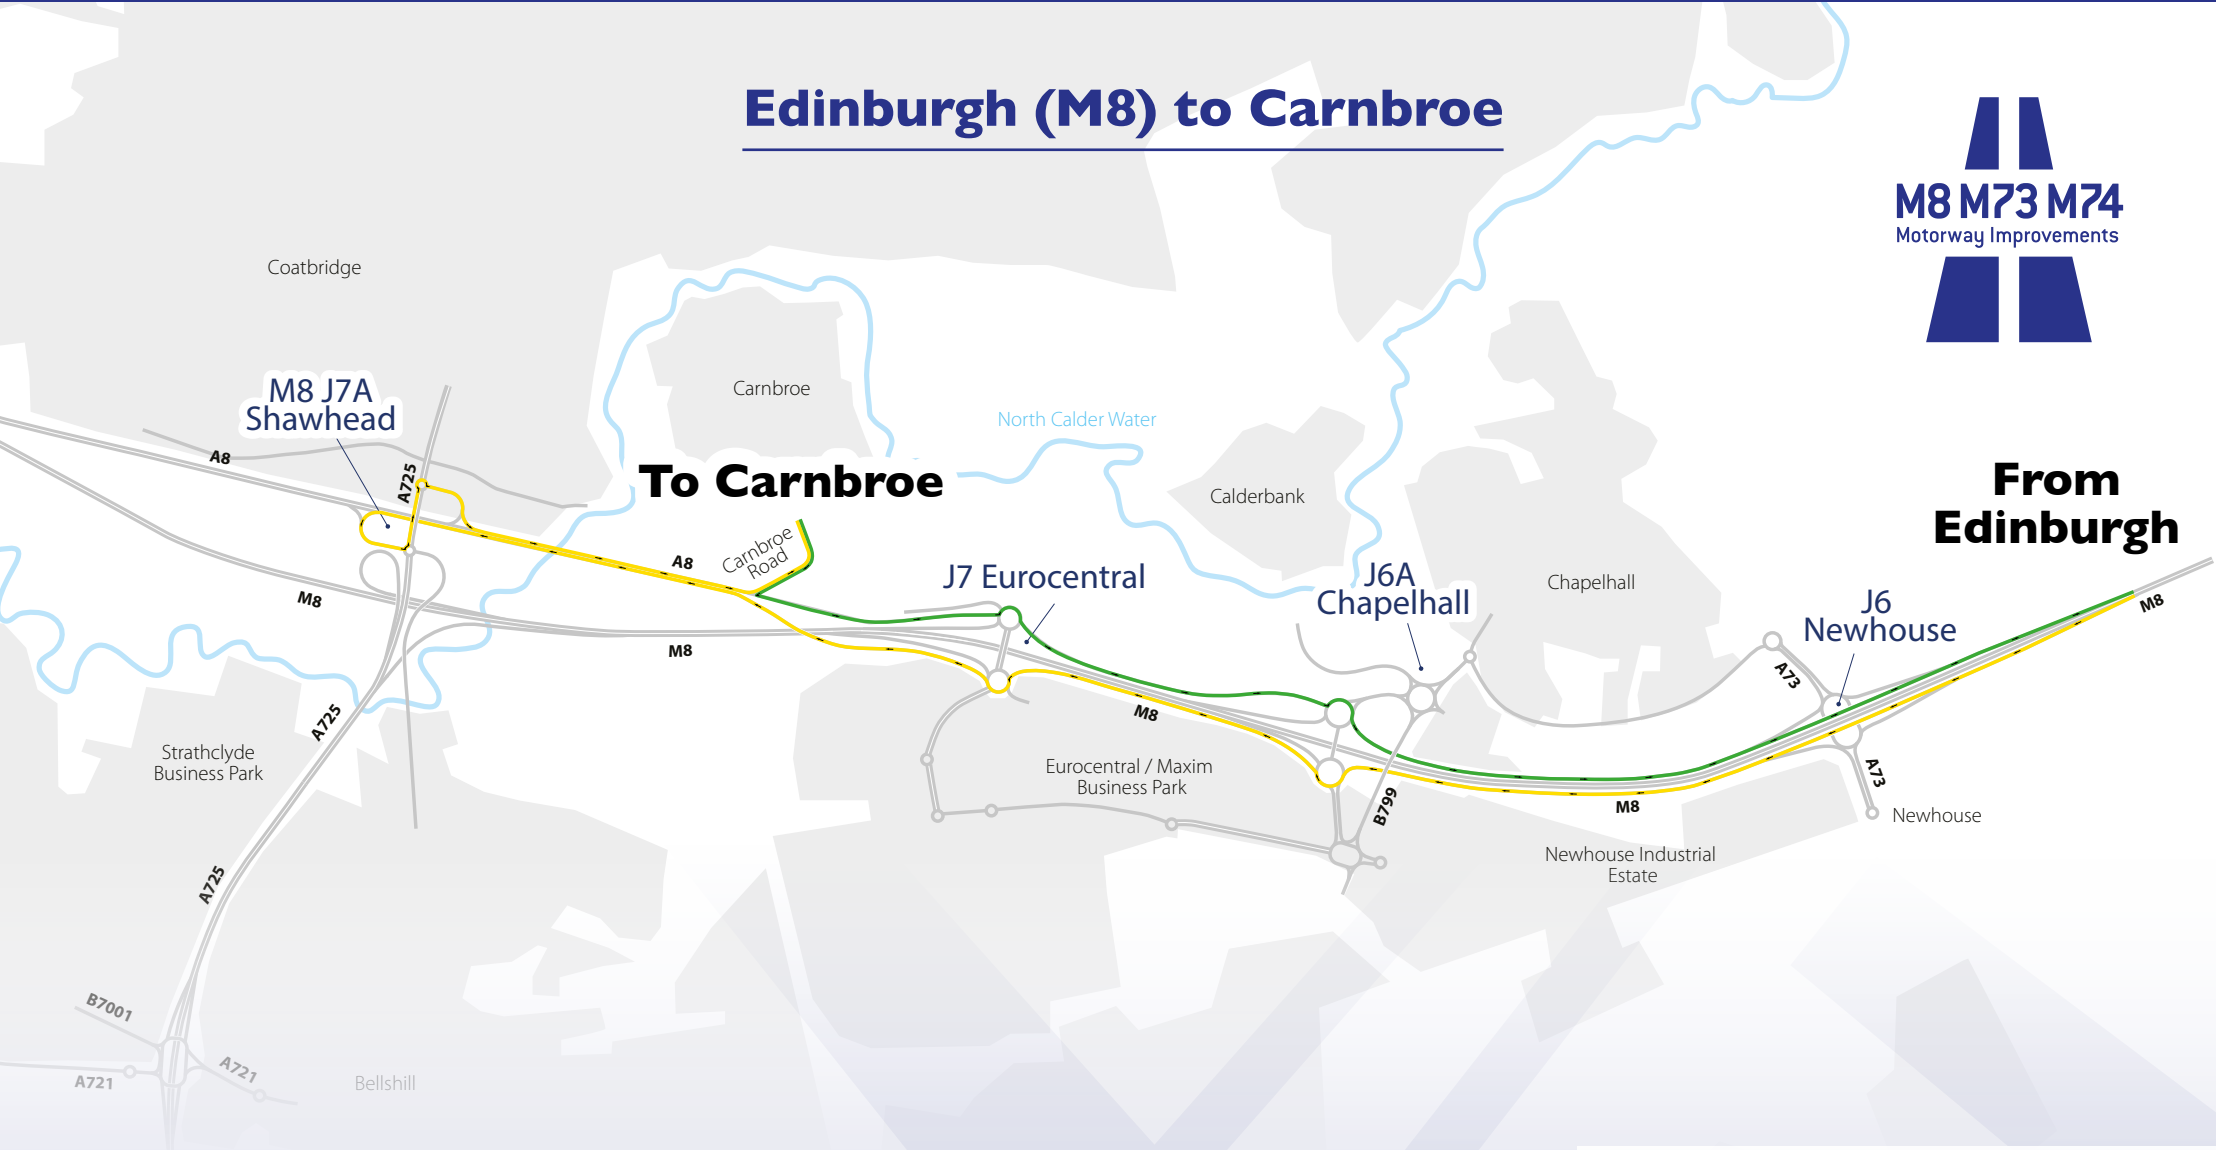 Edinburgh (M8) to Carnbroe
M8 M73 M74
Motorway Improvements
Coatbridge
M8 J7A
Shawhead
A8
A725
Carnbroe
North Calder Water
To Carnbroe
Calderbank
From
Edinburgh
Carnbroe
Road
A8
J7 Eurocentral
J6A
Chapelhall
Chapelhall
J6
Newhouse
M8
M8
M8
A73
M8
A725
Strathclyde
Business Park
Eurocentral / Maxim
Business Park
B799
M8
A73
Newhouse
Newhouse Industrial
Estate
A725
B7001
A721
A721
Bellshill